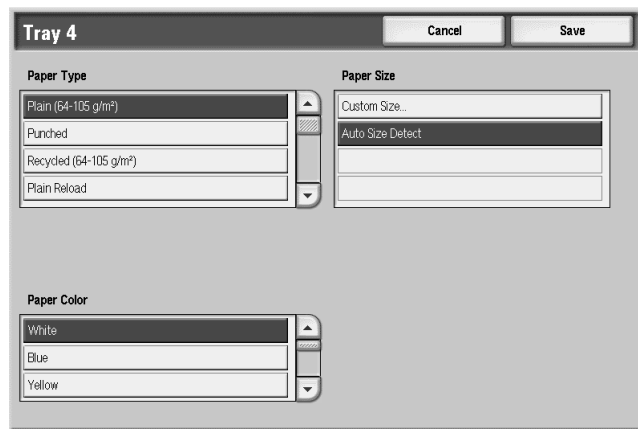 Tray 4
Cancel
Save
Paper Type
Paper Size
Plain (64-105 g/m²)
Punched
Recycled (64-105 g/m²)
Plain Reload
Custom Size...
Auto Size Detect
Paper Color
White
Blue
Yellow